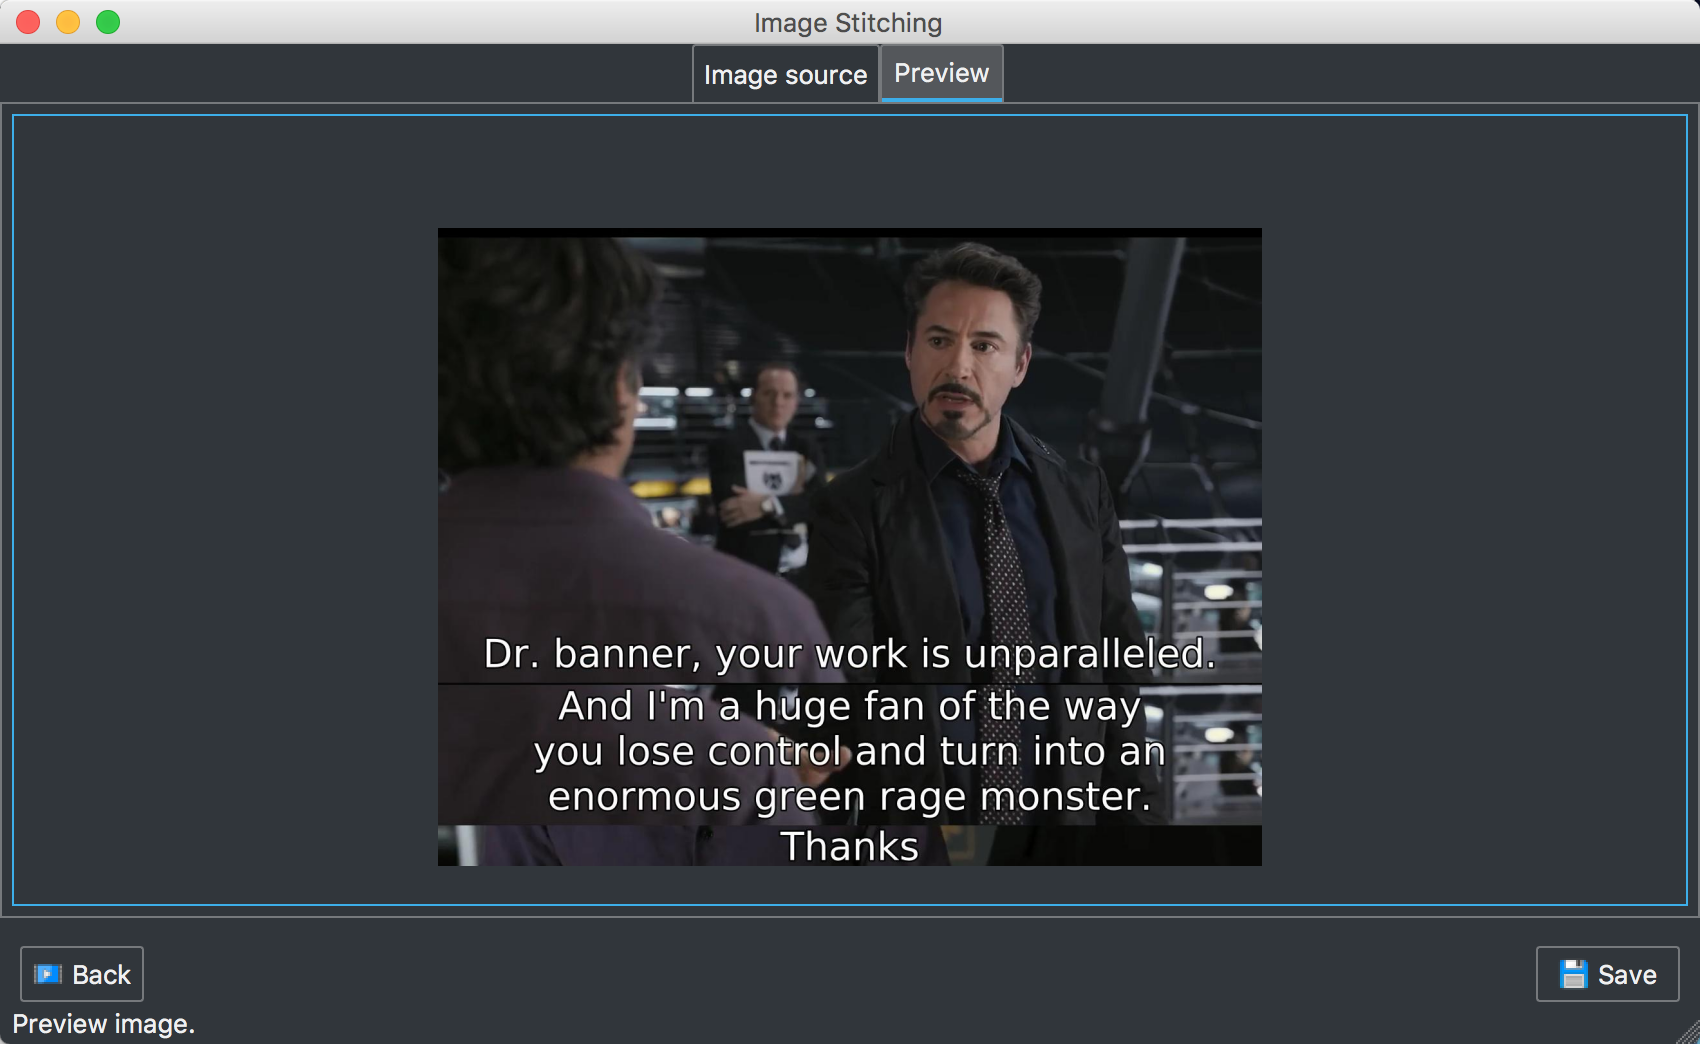 Image Stitching
Image source
Preview
Dr. banner, your work is unparalleled.
And I'm a huge fan of the way
you lose control and turn into an
enormous green rage monster.
Thanks
Back
Save
Preview image.